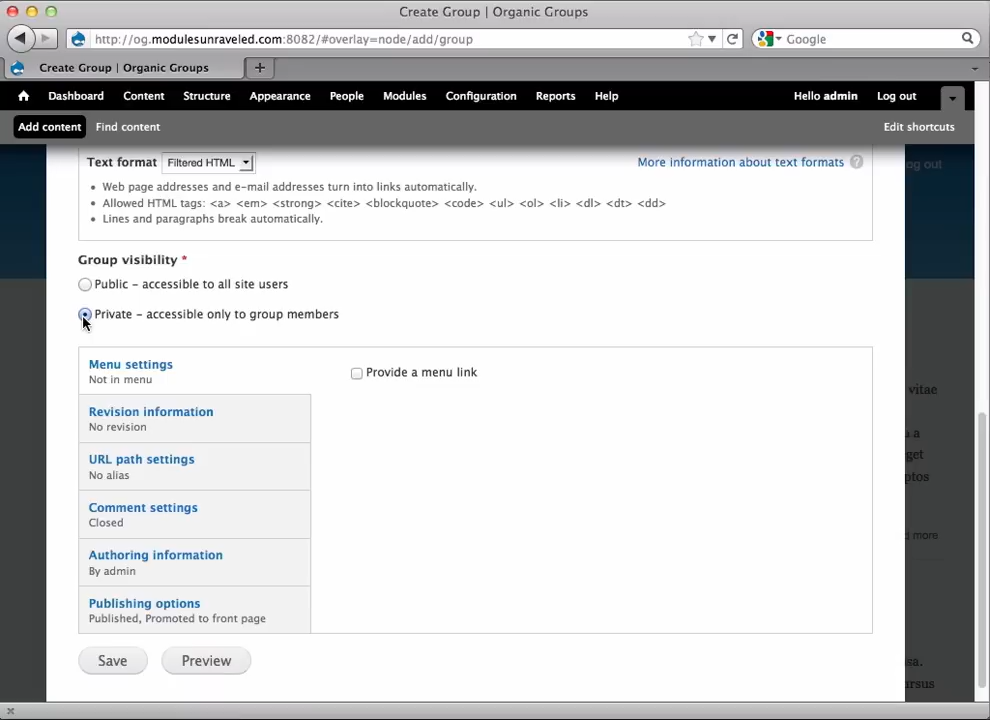 Create Group | Organic Groups
http://og.modulesunraveled.com:8082/#overlay=node/add/group
Google
Create Group | Organic Groups
Dashboard Content Structure Appearance People Modules Configuration Reports Help
Hello admin Log out
Add content Find content
Edit shortcuts
Text format Filtered HTML
More information about text formats ?
log out
• Web page addresses and e-mail addresses turn into links automatically.
• Allowed HTML tags: <a> <em> <strong> <cite> <blockquote> <code> <ul> <ol> <li> <dl> <dt> <dd>
• Lines and paragraphs break automatically.
Group visibility *
Public – accessible to all site users
Private – accessible only to group members
Menu settings
Not in menu
Provide a menu link
vitae
Revision information
No revision
URL path settings
No alias
Comment settings
Closed
more
Authoring information
By admin
Publishing options
Published, Promoted to front page
Save Preview